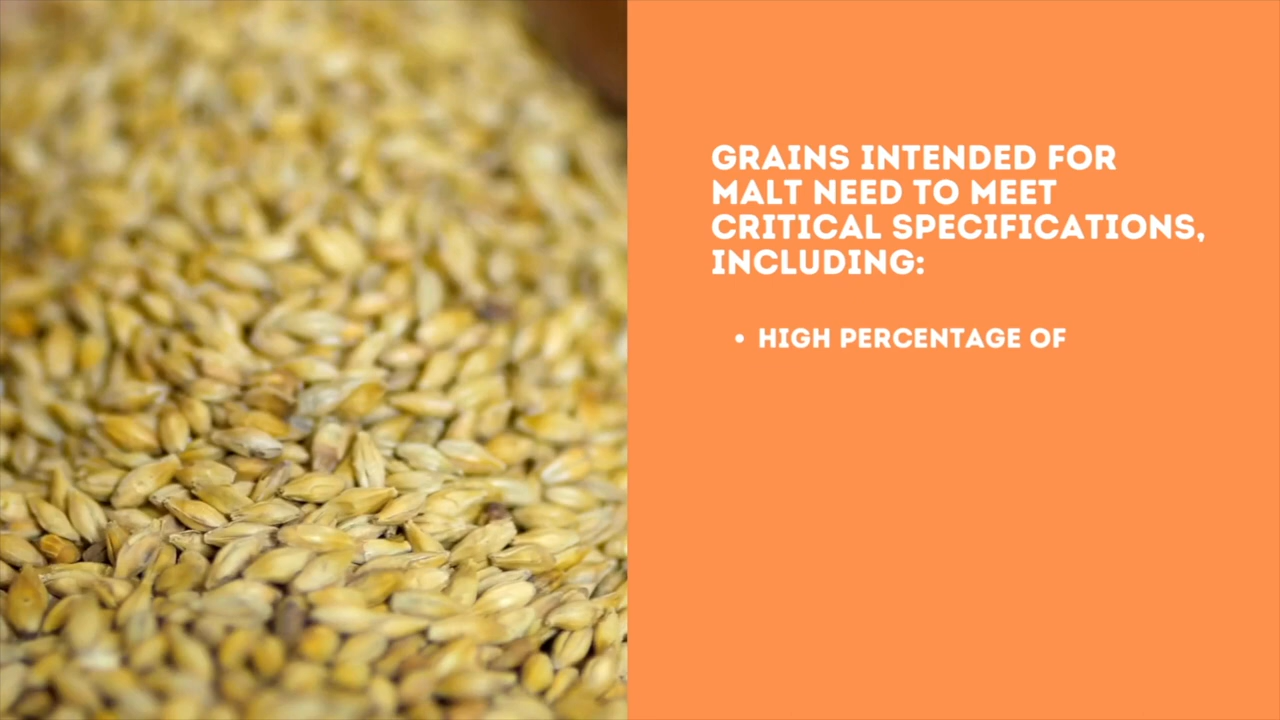 GRAINS INTENDED FOR
MALT NEED TO MEET
CRITICAL SPECIFICATIONS,
INCLUDING:
• HIGH PERCENTAGE OF